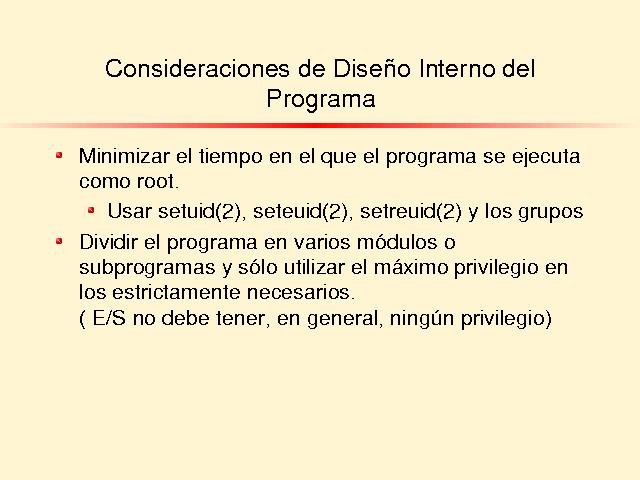 Consideraciones de Diseño Interno del
Programa
Minimizar el tiempo en el que el programa se ejecuta
como root.
Usar setuid(2), seteuid(2), setreuid(2) y los grupos
Dividir el programa en varios módulos o
subprogramas y sólo utilizar el máximo privilegio en
los estrictamente necesarios.
( E/S no debe tener, en general, ningún privilegio)